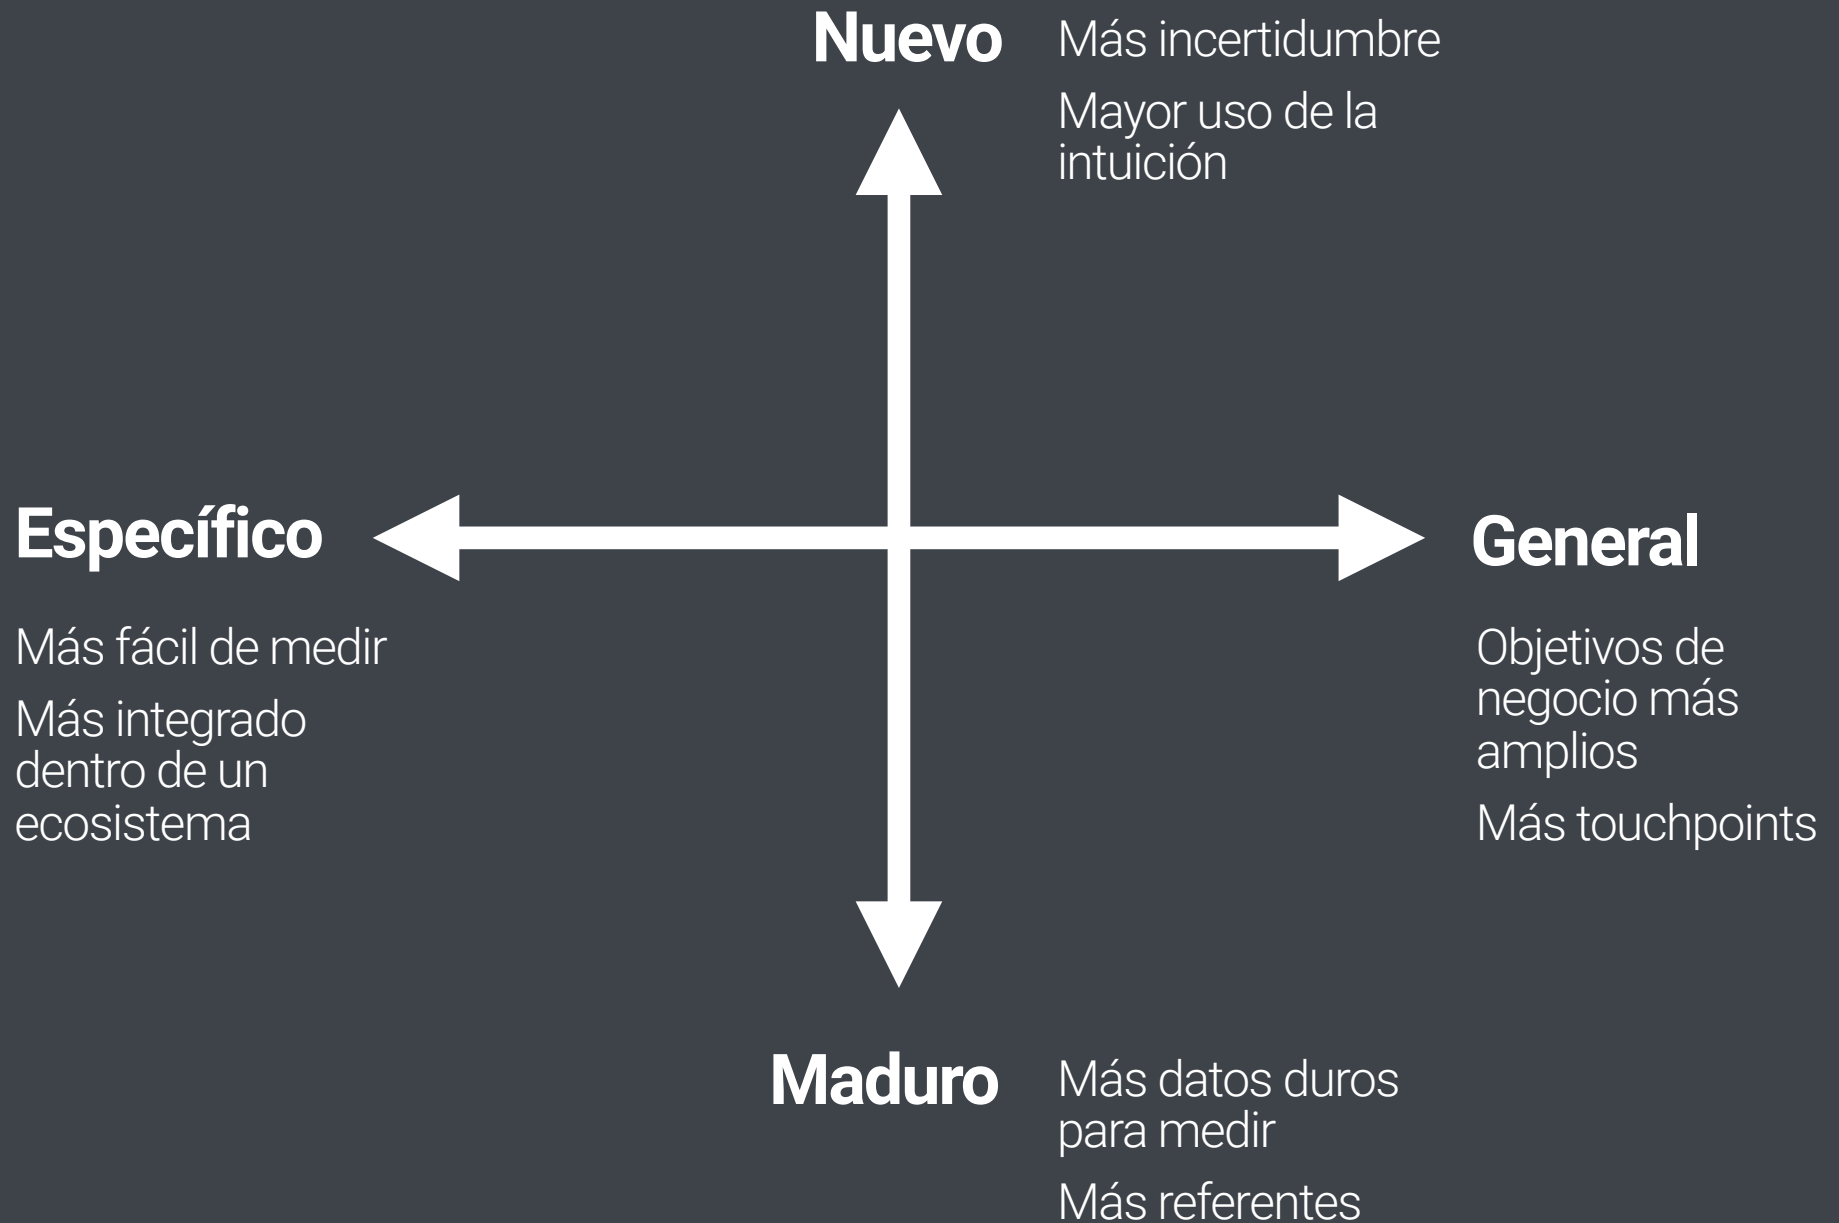 Nuevo
Más incertidumbre
Mayor uso de la
intuición
Específico
Más fácil de medir
Más integrado
dentro de un
ecosistema
General
Objetivos de
negocio más
amplios
Más touchpoints
Maduro
Más datos duros
para medir
Más referentes